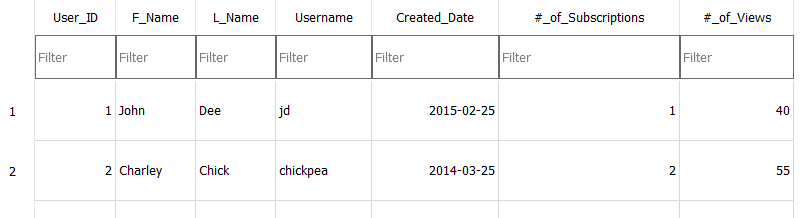 User_ID F_Name L_Name Username Created_Date #_of_Subscriptions #_of_Views
Filter Filter Filter Filter Filter Filter Filter
1 1 John Dee jd 2015-02-25 1 40
2 2 Charley Chick chickpea 2014-03-25 2 55